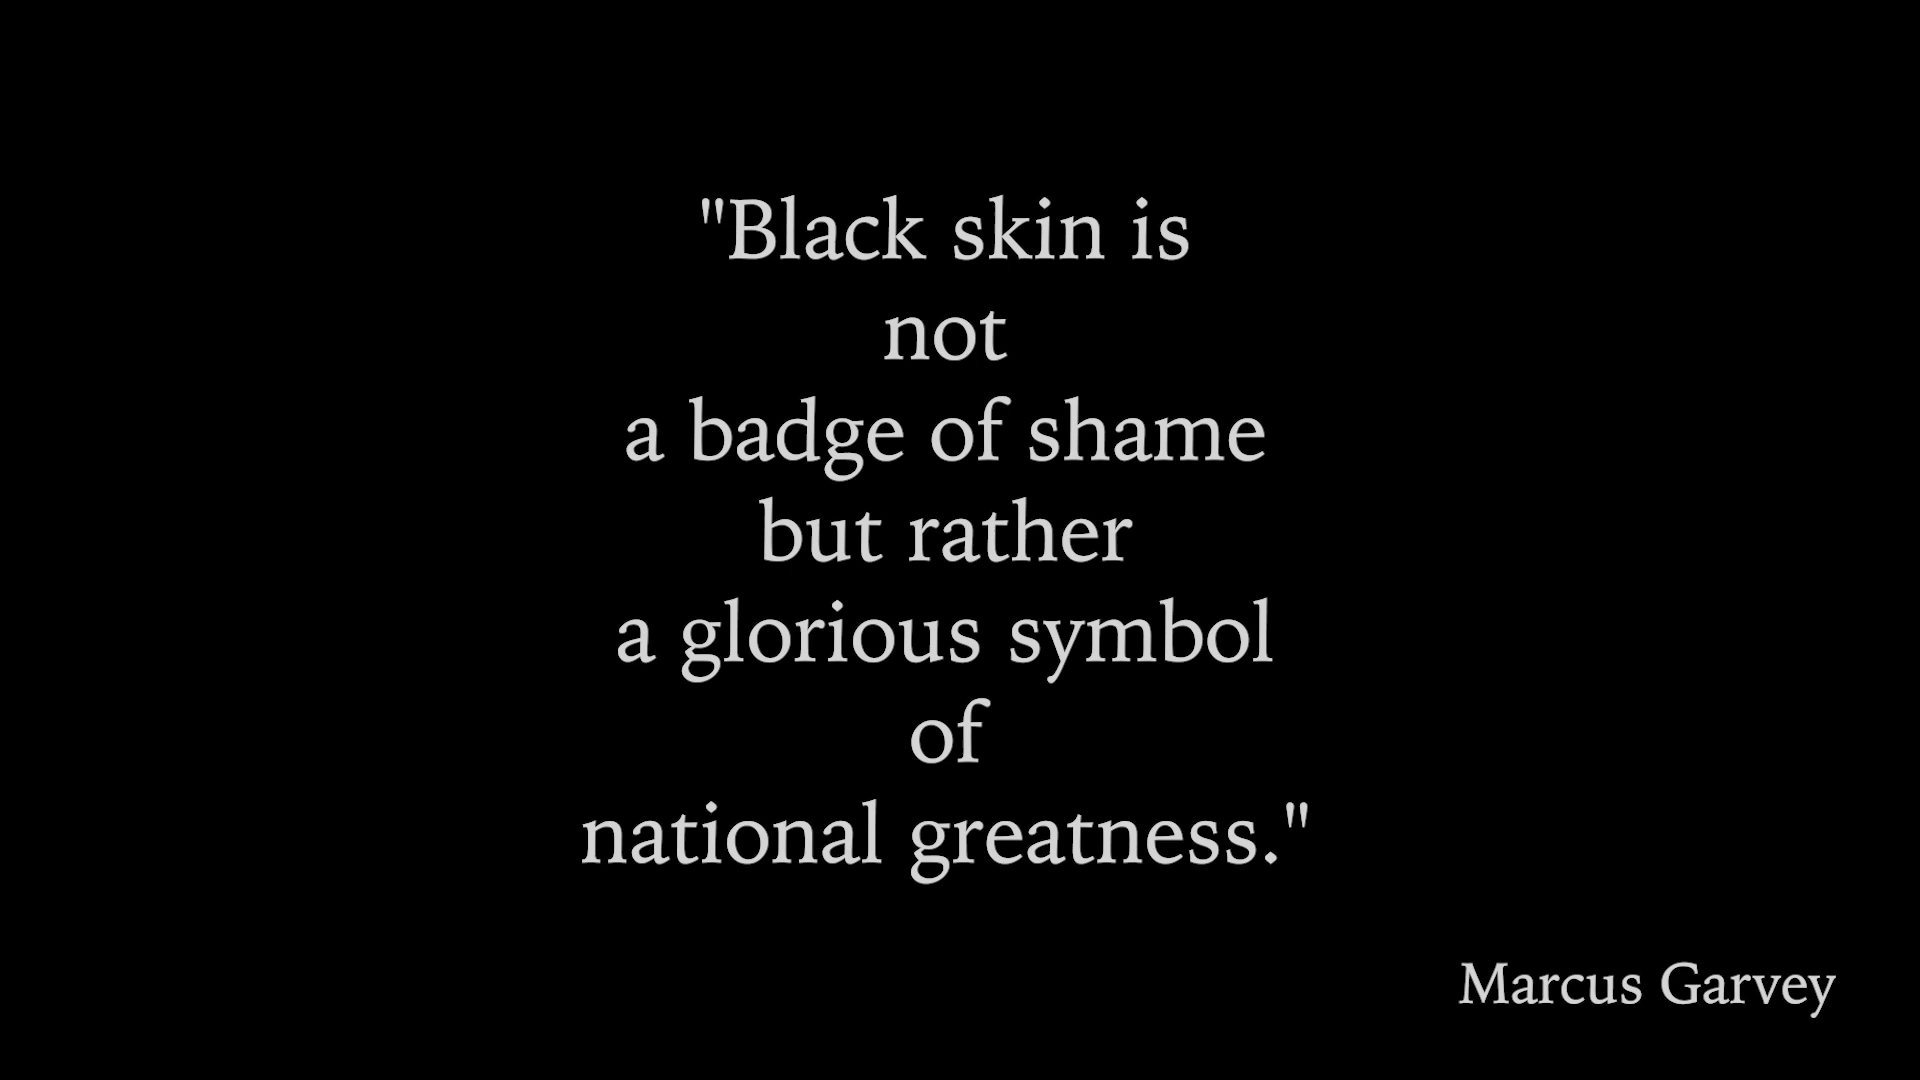 "Black skin is
not
a badge of shame
but rather
a glorious symbol
of
national greatness."
Marcus Garvey